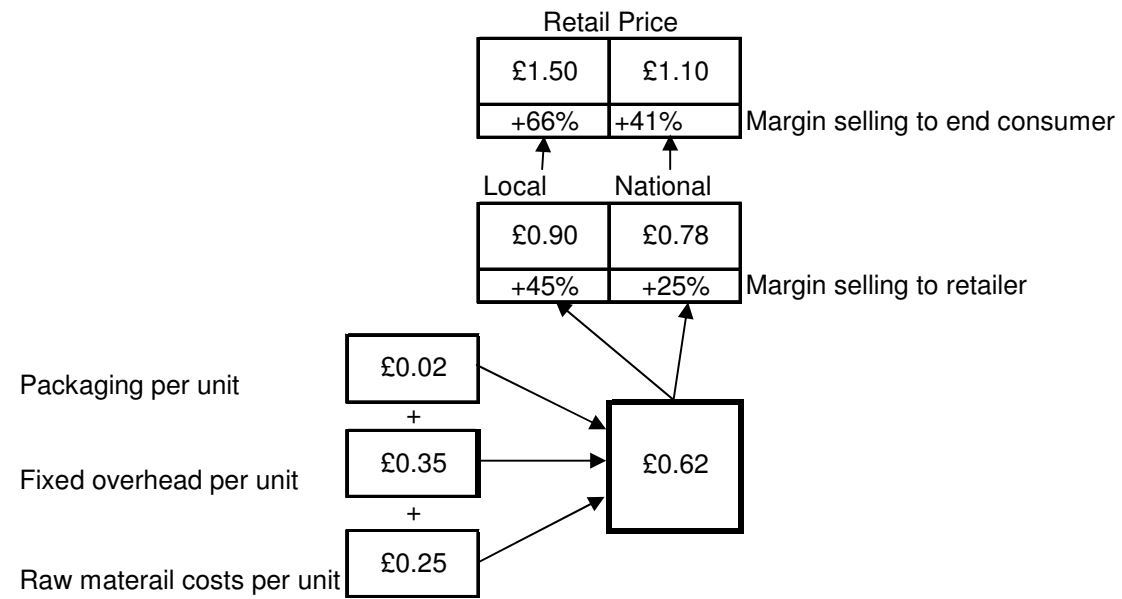 Retail Price
£1.50 £1.10
+66% +41% Margin selling to end consumer
Local National
£0.90 £0.78
+45% +25% Margin selling to retailer
£0.02
Packaging per unit
+
£0.35 £0.62
Fixed overhead per unit
+
£0.25
Raw materail costs per unit